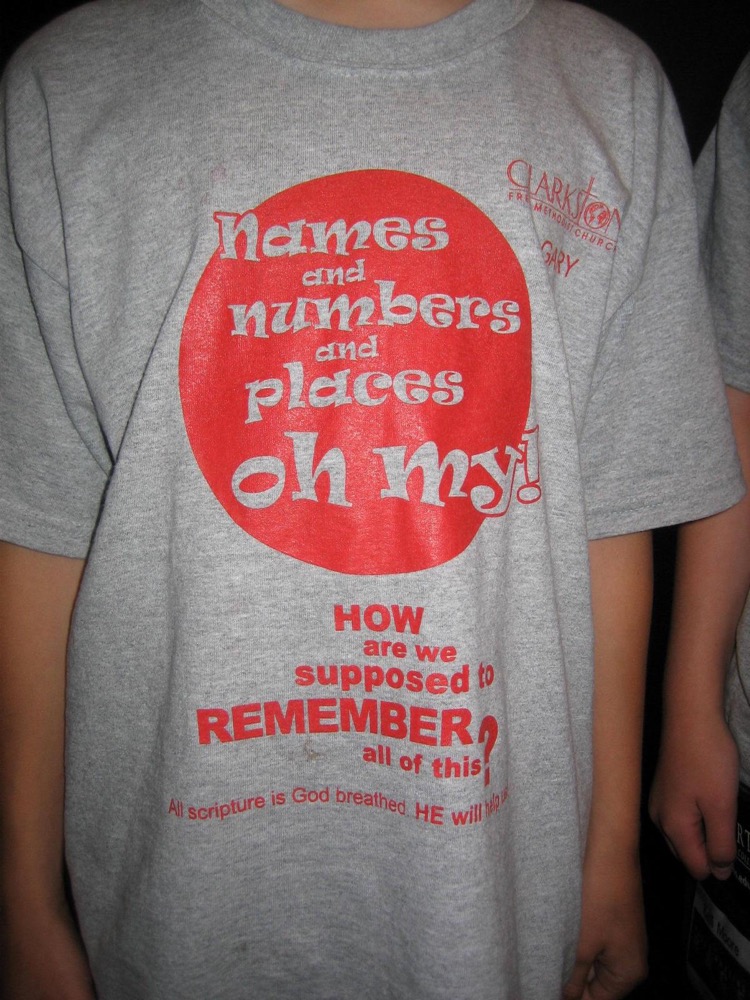 Names
and
numbers
and
places
oh my!
CLARKSTON
FREE METHODIST CHURCH
GARY
HOW
are we
supposed to
REMEMBER
all of this?
All scripture is God breathed HE will help